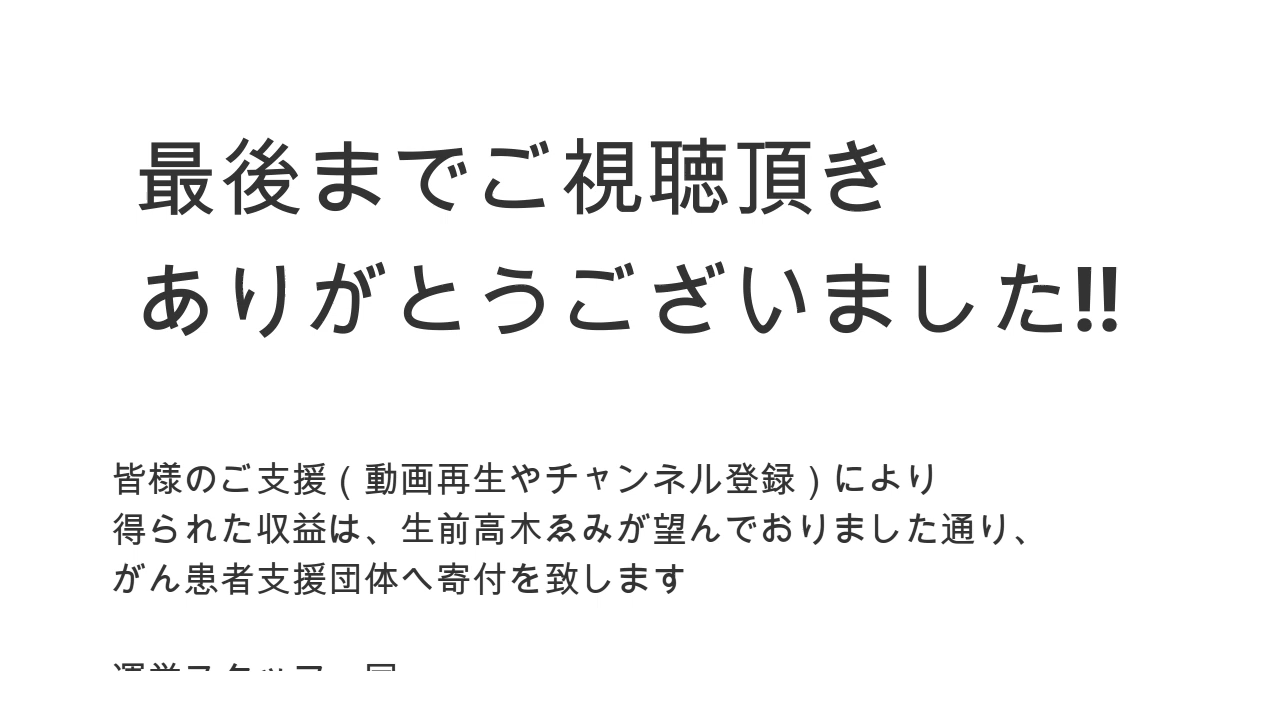 最後までご視聴頂き
ありがとうございました!!
皆様のご支援(動画再生やチャンネル登録)により
得られた収益は、生前高木ゑみが望んでおりました通り、
がん患者支援団体へ寄付を致します